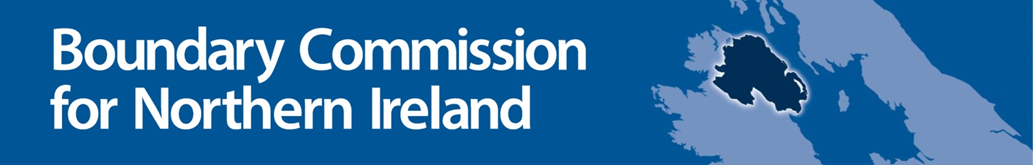 Boundary Commission
for Northern Ireland